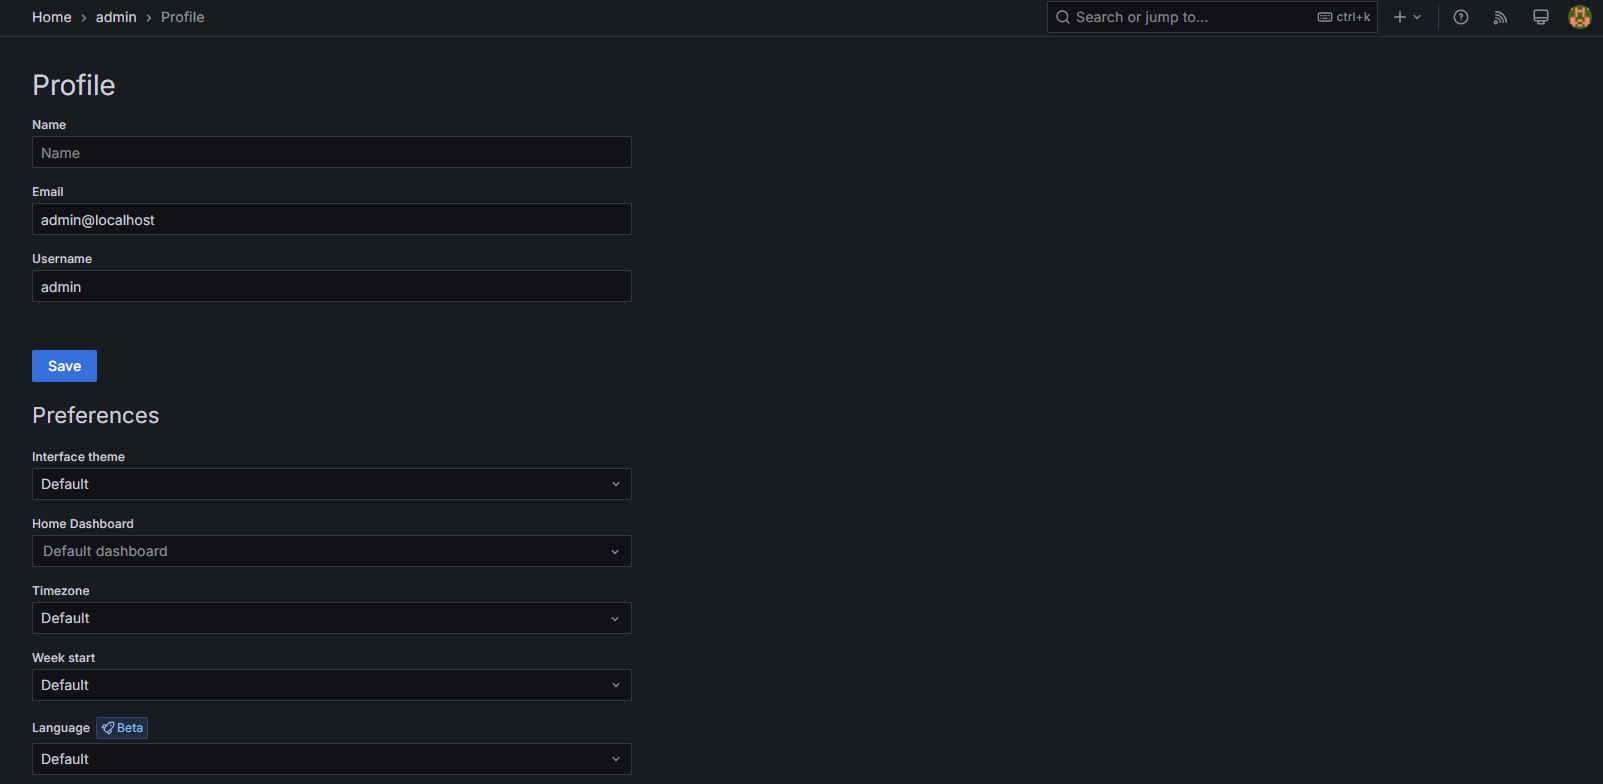 Home › admin › Profile
Search or jump to... ctrl+k
Profile
Name
Name
Email
admin@localhost
Username
admin
Save
Preferences
Interface theme
Default
Home Dashboard
Default dashboard
Timezone
Default
Week start
Default
Language Beta
Default